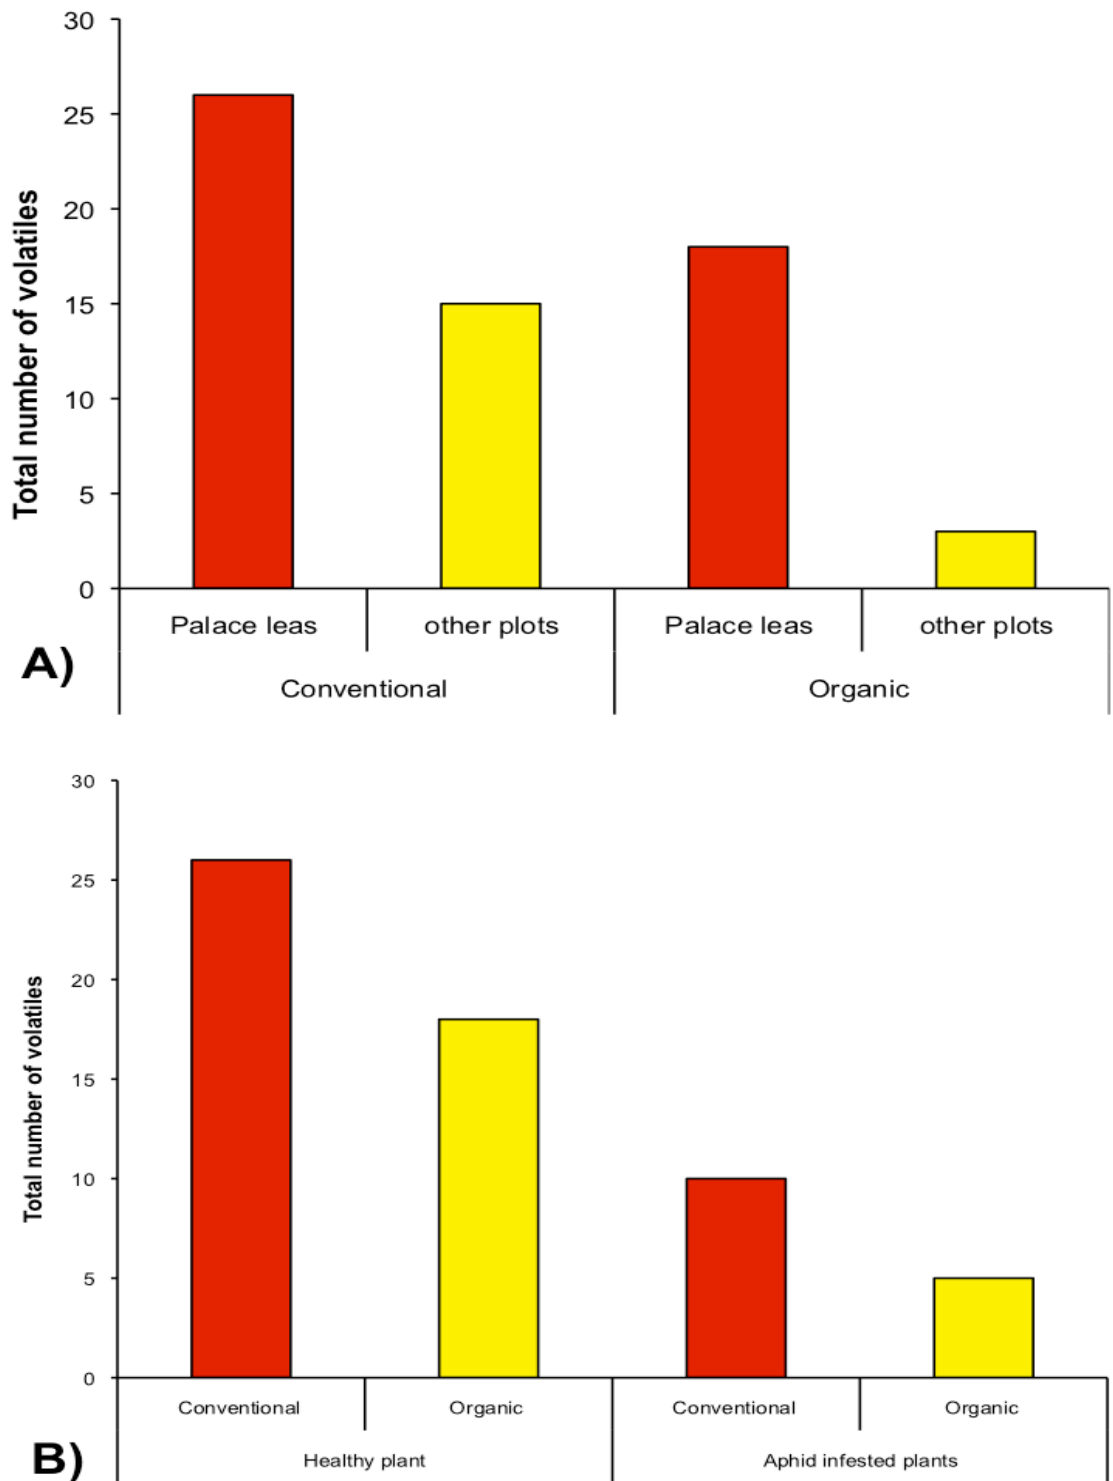 30
25
20
15
10
5
0
Total number of volatiles
Palace leas other plots Palace leas other plots
Conventional Organic
A)
30
25
20
15
10
5
0
Total number of volatiles
Conventional Organic Conventional Organic
Healthy plant Aphid infested plants
B)